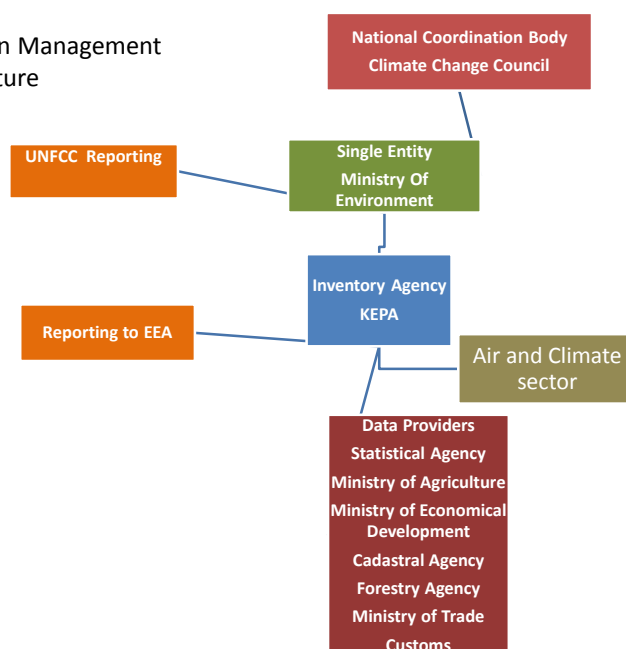 n Management
ture
National Coordination Body
Climate Change Council
UNFCC Reporting
Single Entity
Ministry Of
Environment
Inventory Agency
KEPA
Reporting to EEA
Air and Climate
sector
Data Providers
Statistical Agency
Ministry of Agriculture
Ministry of Economical
Development
Cadastral Agency
Forestry Agency
Ministry of Trade
Customs